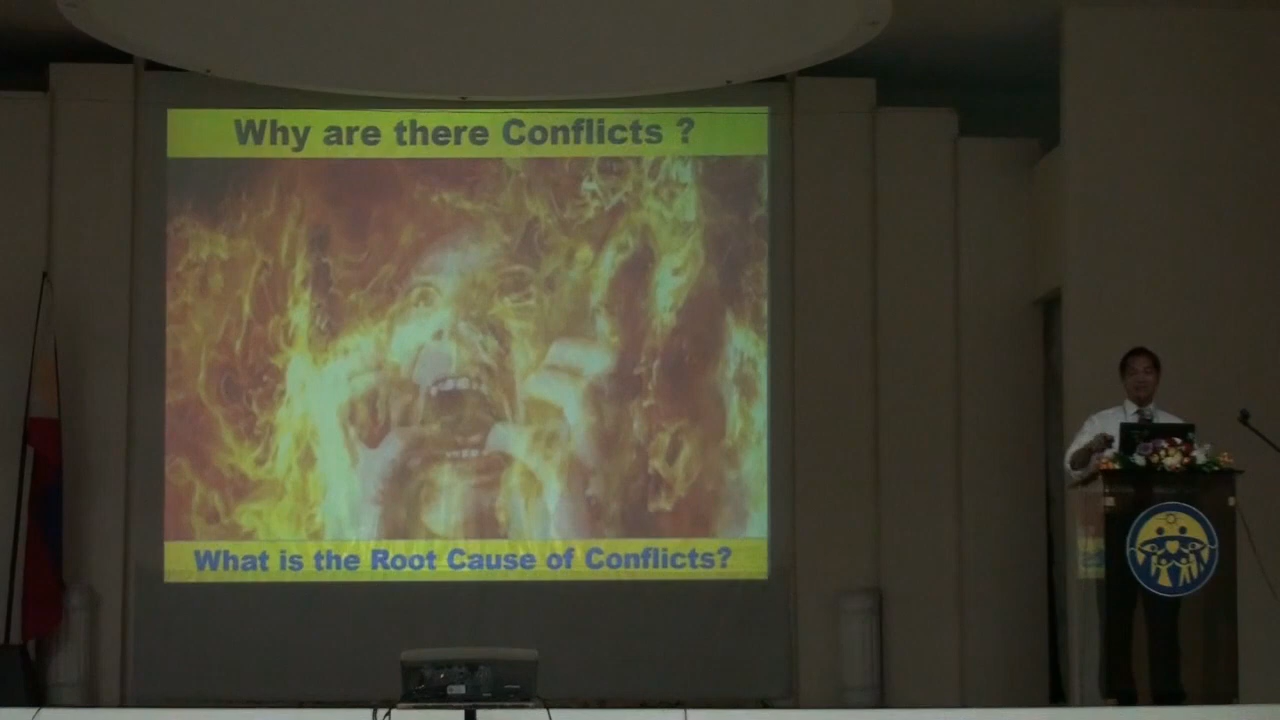 Why are there Conflicts ?
What is the Root Cause of Conflicts?